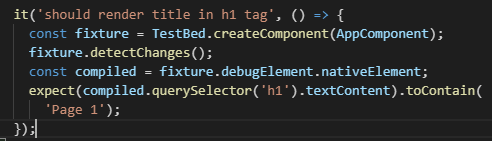 it('should render title in h1 tag', () => {
  const fixture = TestBed.createComponent(AppComponent);
  fixture.detectChanges();
  const compiled = fixture.debugElement.nativeElement;
  expect(compiled.querySelector('h1').textContent).toContain(
    'Page 1');
});